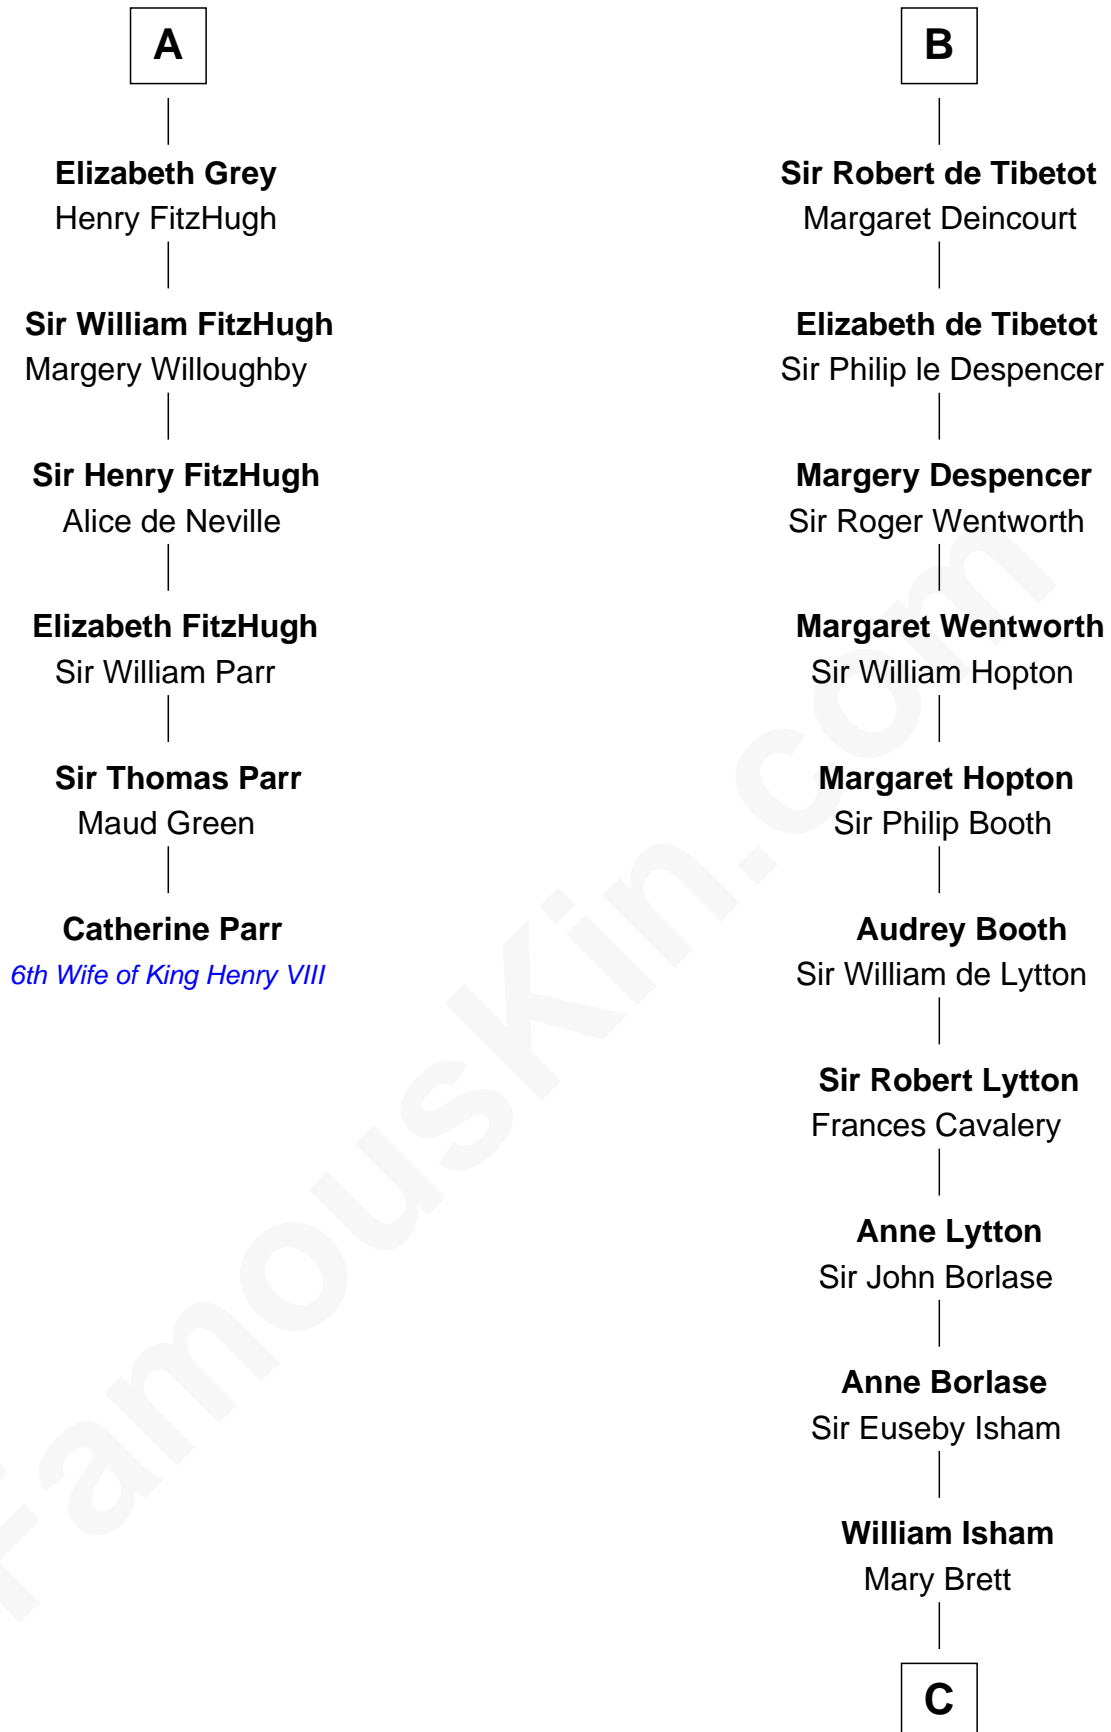 A
Elizabeth Grey
Henry FitzHugh
Sir William FitzHugh
Margery Willoughby
Sir Henry FitzHugh
Alice de Neville
Elizabeth FitzHugh
Sir William Parr
Sir Thomas Parr
Maud Green
Catherine Parr
6th Wife of King Henry VIII
B
Sir Robert de Tibetot
Margaret Deincourt
Elizabeth de Tibetot
Sir Philip le Despencer
Margery Despencer
Sir Roger Wentworth
Margaret Wentworth
Sir William Hopton
Margaret Hopton
Sir Philip Booth
Audrey Booth
Sir William de Lytton
Sir Robert Lytton
Frances Cavalery
Anne Lytton
Sir John Borlase
Anne Borlase
Sir Euseby Isham
William Isham
Mary Brett
C
FamousKin.com